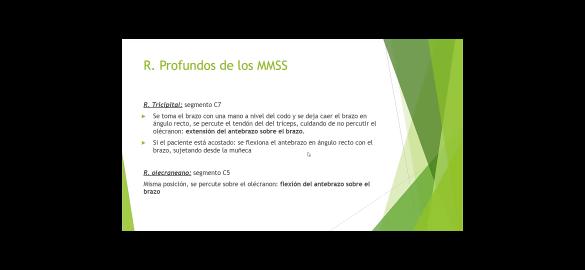 R. Profundos de los MMSS
R. Tricipital: segmento C7
Se toma el brazo con una mano a nivel del codo y se deja caer el brazo en
ángulo recto, se percute el tendón del del tríceps, cuidando de no percutir el
olécranon: extensión del antebrazo sobre el brazo.
Si el paciente está acostado: se flexiona el antebrazo en ángulo recto con el
brazo, sujetando desde la muñeca
R. olecraneano: segmento C5
Misma posición, se percute sobre el olécranon: flexión del antebrazo sobre el
brazo